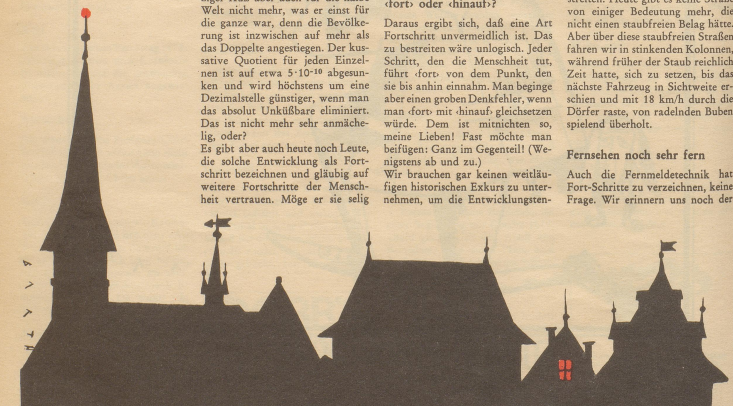 Welt nicht mehr, was er einst für
die ganze war, denn die Bevölke-
rung ist inzwischen auf mehr als
das Doppelte angestiegen. Der kus-
sative Quotient für jeden Einzel-
nen ist auf etwa 5·10⁻¹⁰ abgesun-
ken und wird höchstens um eine
Dezimalstelle günstiger, wenn man
das absolut Unküßbare eliminiert.
Das ist nicht mehr sehr anmäche-
lig, oder?
Es gibt aber auch heute noch Leute,
die solche Entwicklung als Fort-
schritt bezeichnen und gläubig auf
weitere Fortschritte der Mensch-
heit vertrauen. Möge er sie selig
‹fort› oder ‹hinauf›?
Daraus ergibt sich, daß eine Art
Fortschritt unvermeidlich ist. Das
zu bestreiten wäre unlogisch. Jeder
Schritt, den die Menschheit tut,
führt ‹fort› von dem Punkt, den
sie bis anhin einnahm. Man beginge
aber einen großen Denkfehler, wenn
man ‹fort› mit ‹hinauf› gleichsetzen
würde. Dem ist mitnichten so,
meine Lieben! Fast möchte man
beifügen: Ganz im Gegenteil! (We-
nigstens ab und zu.)
Wir brauchen gar keinen weitläu-
figen historischen Exkurs zu unter-
nehmen, um die Entwicklungsten-
von einiger Bedeutung mehr, die
nicht einen staubfreien Belag hätte.
Aber über diese staubfreien Straßen
fahren wir in stinkenden Kolonnen,
während früher der Staub reichlich
Zeit hatte, sich zu setzen, bis das
nächste Fahrzeug in Sichtweite er-
schien und mit 18 km/h durch die
Dörfer raste, von radelnden Buben
spielend überholt.
Fernsehen noch sehr fern
Auch die Fernmeldetechnik hat
Fort-Schritte zu verzeichnen, keine
Frage. Wir erinnern uns noch der